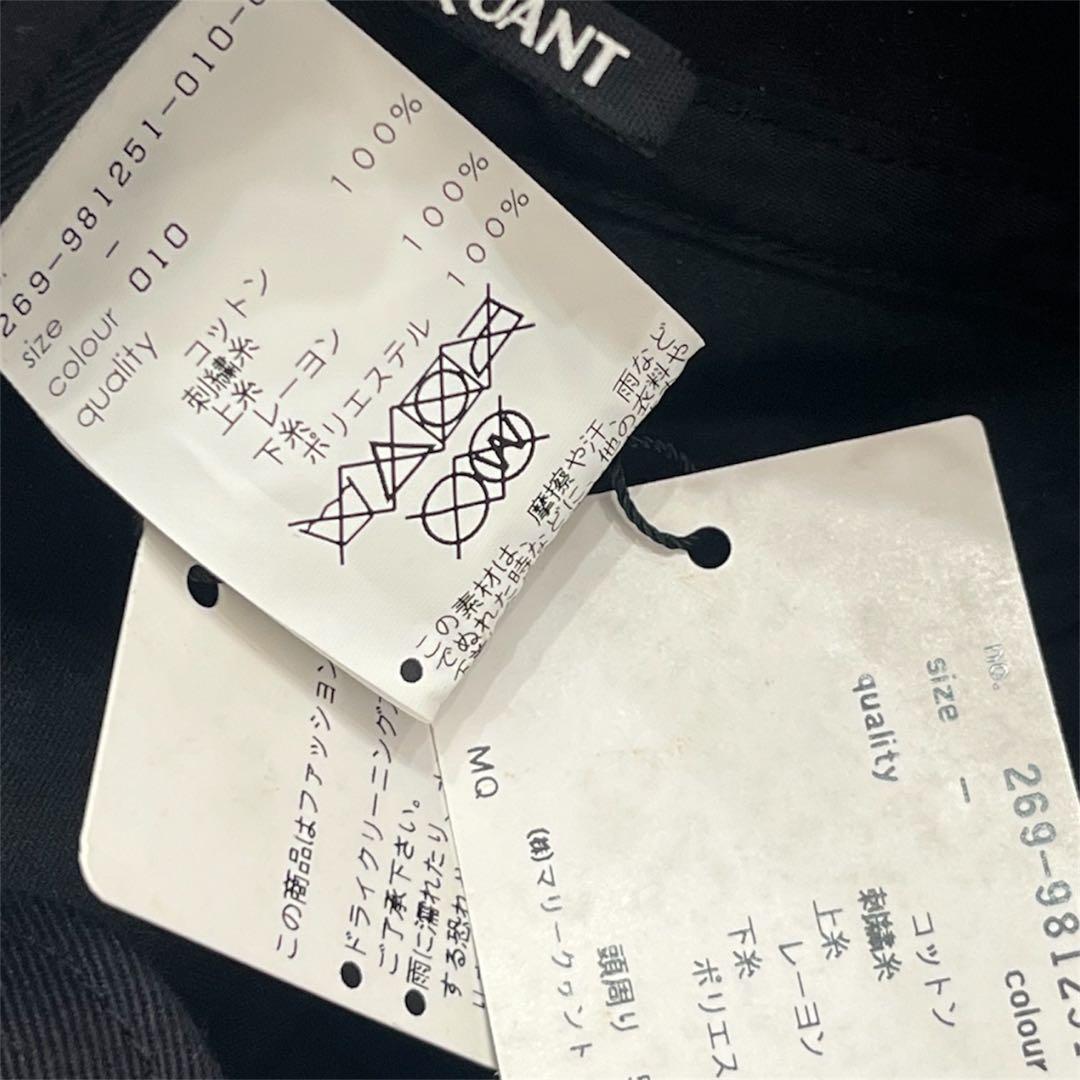 QUANT
269-981251-010-
size -
colour 010
quality
コットン 100%
刺繍糸
上糸
レーヨン 100%
下糸
ポリエステル 100%
この素材は、摩擦や汗、雨など
でぬれた時などに、他の衣料や
この商品はファッション
●ドライクリーニング
ご了承下さい。
●雨に濡れたり、
する恐れ
MQ
(株)マリークヮント
no. 269-98125
size -
colour
quality
コットン
刺繍糸
上糸
レーヨン
下糸
ポリエス
頭周り